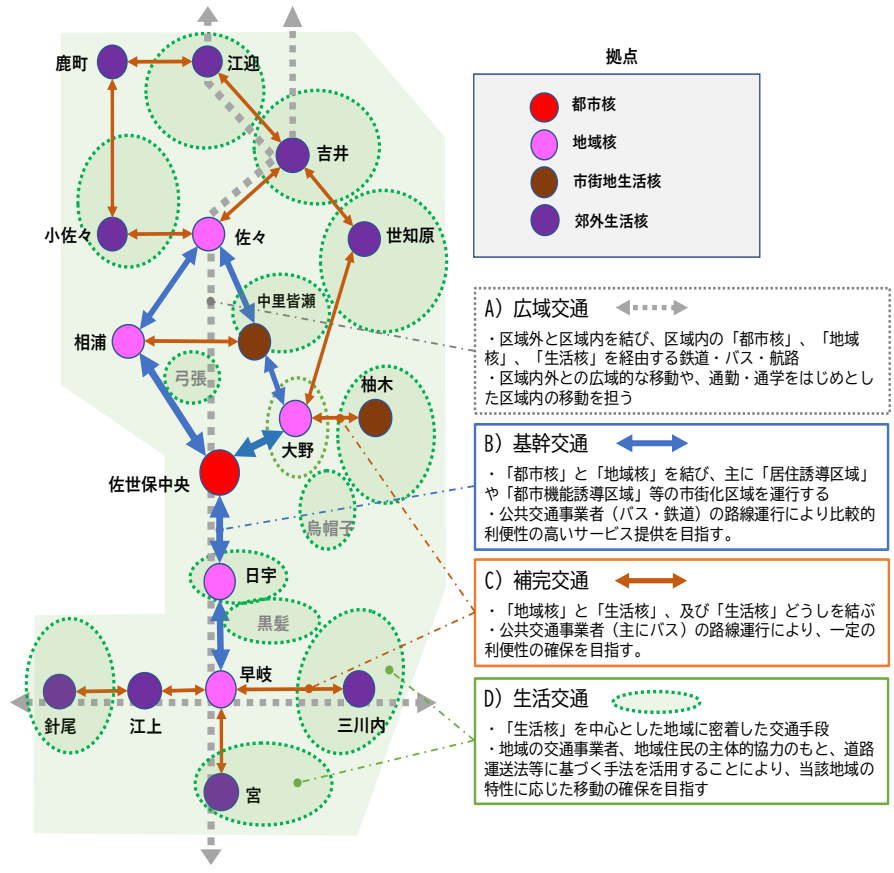 鹿町
江迎
吉井
小佐々
佐々
世知原
中里皆瀬
相浦
弓張
柚木
大野
佐世保中央
烏帽子
日宇
黒髪
早岐
針尾
江上
三川内
宮
拠点
都市核
地域核
市街地生活核
郊外生活核
A）広域交通
・区域外と区域内を結び、区域内の「都市核」、「地域
核」、「生活核」を経由する鉄道・バス・航路
・区域内外との広域的な移動や、通勤・通学をはじめとし
た区域内の移動を担う
B）基幹交通
・「都市核」と「地域核」を結び、主に「居住誘導区域」
や「都市機能誘導区域」等の市街化区域を運行する
・公共交通事業者（バス・鉄道）の路線運行により比較的
利便性の高いサービス提供を目指す。
C）補完交通
・「地域核」と「生活核」、及び「生活核」どうしを結ぶ
・公共交通事業者（主にバス）の路線運行により、一定の
利便性の確保を目指す。
D）生活交通
・「生活核」を中心とした地域に密着した交通手段
・地域の交通事業者、地域住民の主体的協力のもと、道路
運送法等に基づく手法を活用することにより、当該地域の
特性に応じた移動の確保を目指す